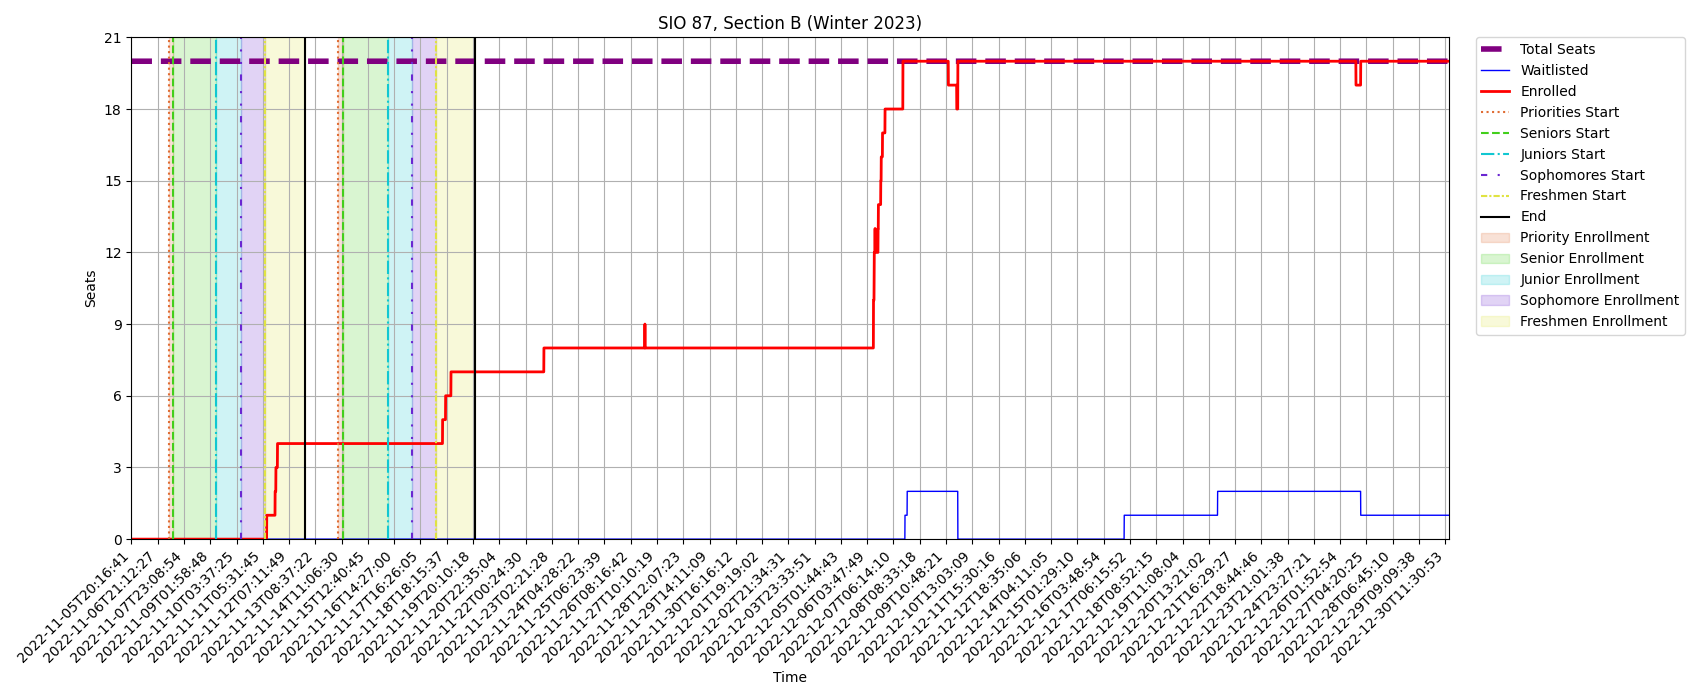 SIO 87, Section B (Winter 2023)
21
18
15
12
9
6
3
0
Seats
2022-11-05T20:16:41
2022-11-06T21:12:27
2022-11-07T23:08:54
2022-11-09T01:58:48
2022-11-10T03:37:25
2022-11-11T05:31:45
2022-11-12T07:11:49
2022-11-13T08:37:22
2022-11-14T11:06:30
2022-11-15T12:40:45
2022-11-16T14:27:00
2022-11-17T16:26:05
2022-11-18T18:15:37
2022-11-19T20:10:18
2022-11-20T22:35:04
2022-11-22T00:24:30
2022-11-23T02:21:28
2022-11-24T04:28:22
2022-11-25T06:23:39
2022-11-26T08:16:42
2022-11-27T10:10:19
2022-11-28T12:07:23
2022-11-29T14:11:09
2022-11-30T16:16:12
2022-12-01T19:19:02
2022-12-02T21:34:31
2022-12-03T23:33:51
2022-12-05T01:44:43
2022-12-06T03:47:49
2022-12-07T06:14:10
2022-12-08T08:33:18
2022-12-09T10:48:21
2022-12-10T13:03:09
2022-12-11T15:30:16
2022-12-12T18:35:06
2022-12-14T04:11:05
2022-12-15T01:29:10
2022-12-16T03:48:54
2022-12-17T06:15:52
2022-12-18T08:52:15
2022-12-19T11:08:04
2022-12-20T13:21:02
2022-12-21T16:29:27
2022-12-22T18:44:46
2022-12-23T21:01:38
2022-12-24T23:27:21
2022-12-26T01:52:54
2022-12-27T04:20:25
2022-12-28T06:45:10
2022-12-29T09:09:38
2022-12-30T11:30:53
Time
Total Seats
Waitlisted
Enrolled
Priorities Start
Seniors Start
Juniors Start
Sophomores Start
Freshmen Start
End
Priority Enrollment
Senior Enrollment
Junior Enrollment
Sophomore Enrollment
Freshmen Enrollment